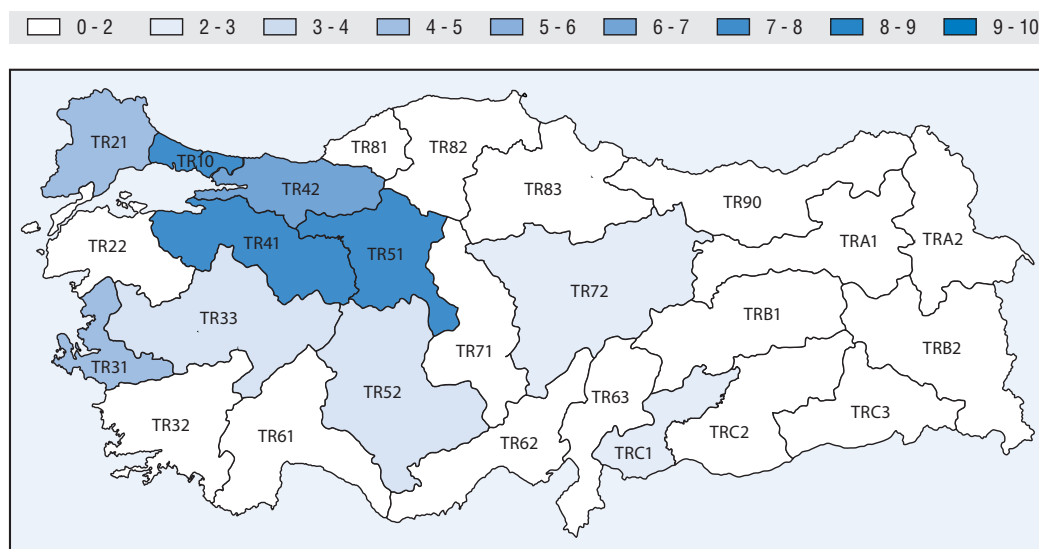 0 - 2 2 - 3 3 - 4 4 - 5 5 - 6 6 - 7 7 - 8 8 - 9 9 - 10
TR21
TR10
TR81
TR82
TR42
TR83
TR90
TR22
TR41
TR51
TRA1
TRA2
TR72
TR33
TRB1
TR71
TRB2
TR31
TR52
TR63
TRC3
TR32
TR61
TR62
TRC2
TRC1